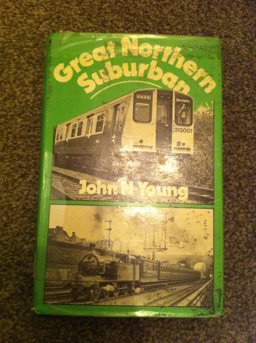 Great Northern
Suburban
313001
John N Young